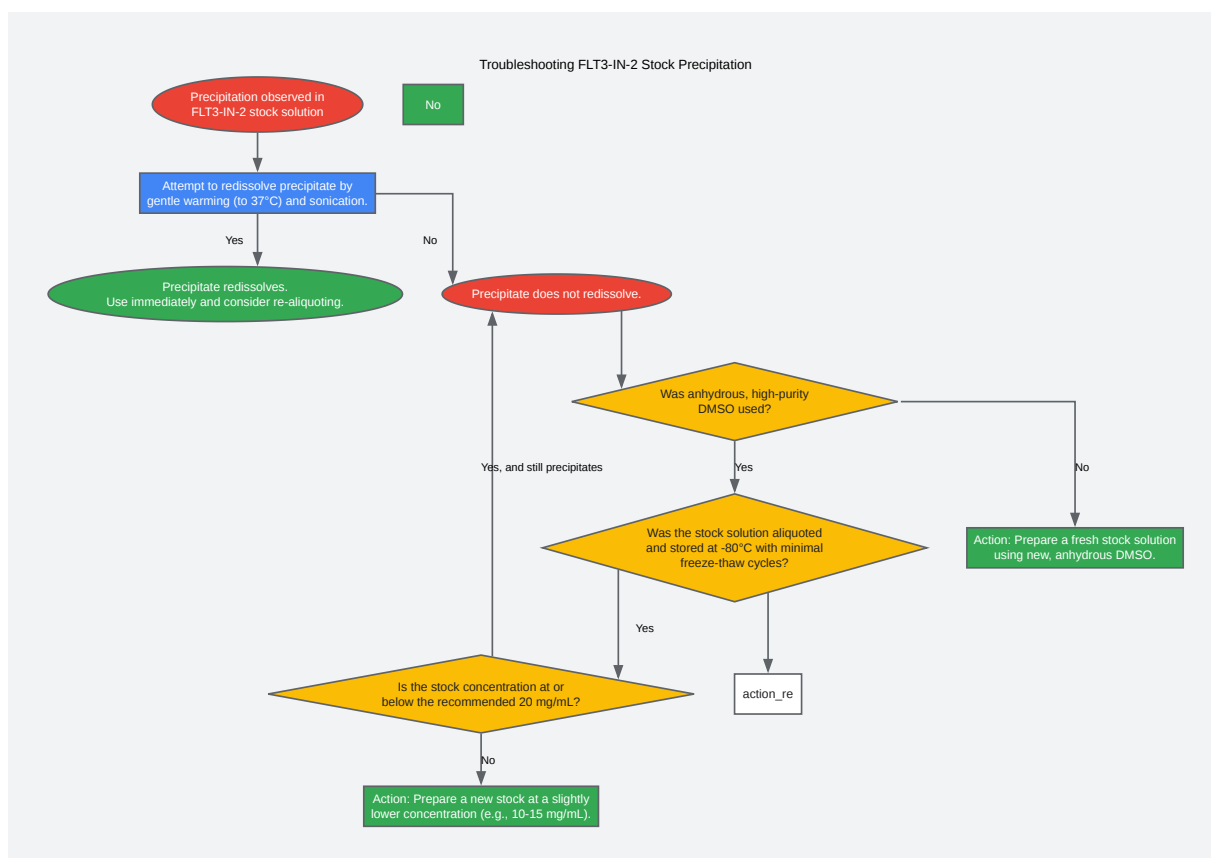 Troubleshooting FLT3-IN-2 Stock Precipitation
Precipitation observed in
FLT3-IN-2 stock solution
No
Attempt to redissolve precipitate by
gentle warming (to 37°C) and sonication.
Yes
No
Precipitate redissolves.
Use immediately and consider re-aliquoting.
Precipitate does not redissolve.
Was anhydrous, high-purity
DMSO used?
Yes, and still precipitates
Yes
No
Was the stock solution aliquoted
and stored at -80°C with minimal
freeze-thaw cycles?
Action: Prepare a fresh stock solution
using new, anhydrous DMSO.
Yes
Is the stock concentration at or
below the recommended 20 mg/mL?
action_re
No
Action: Prepare a new stock at a slightly
lower concentration (e.g., 10-15 mg/mL).